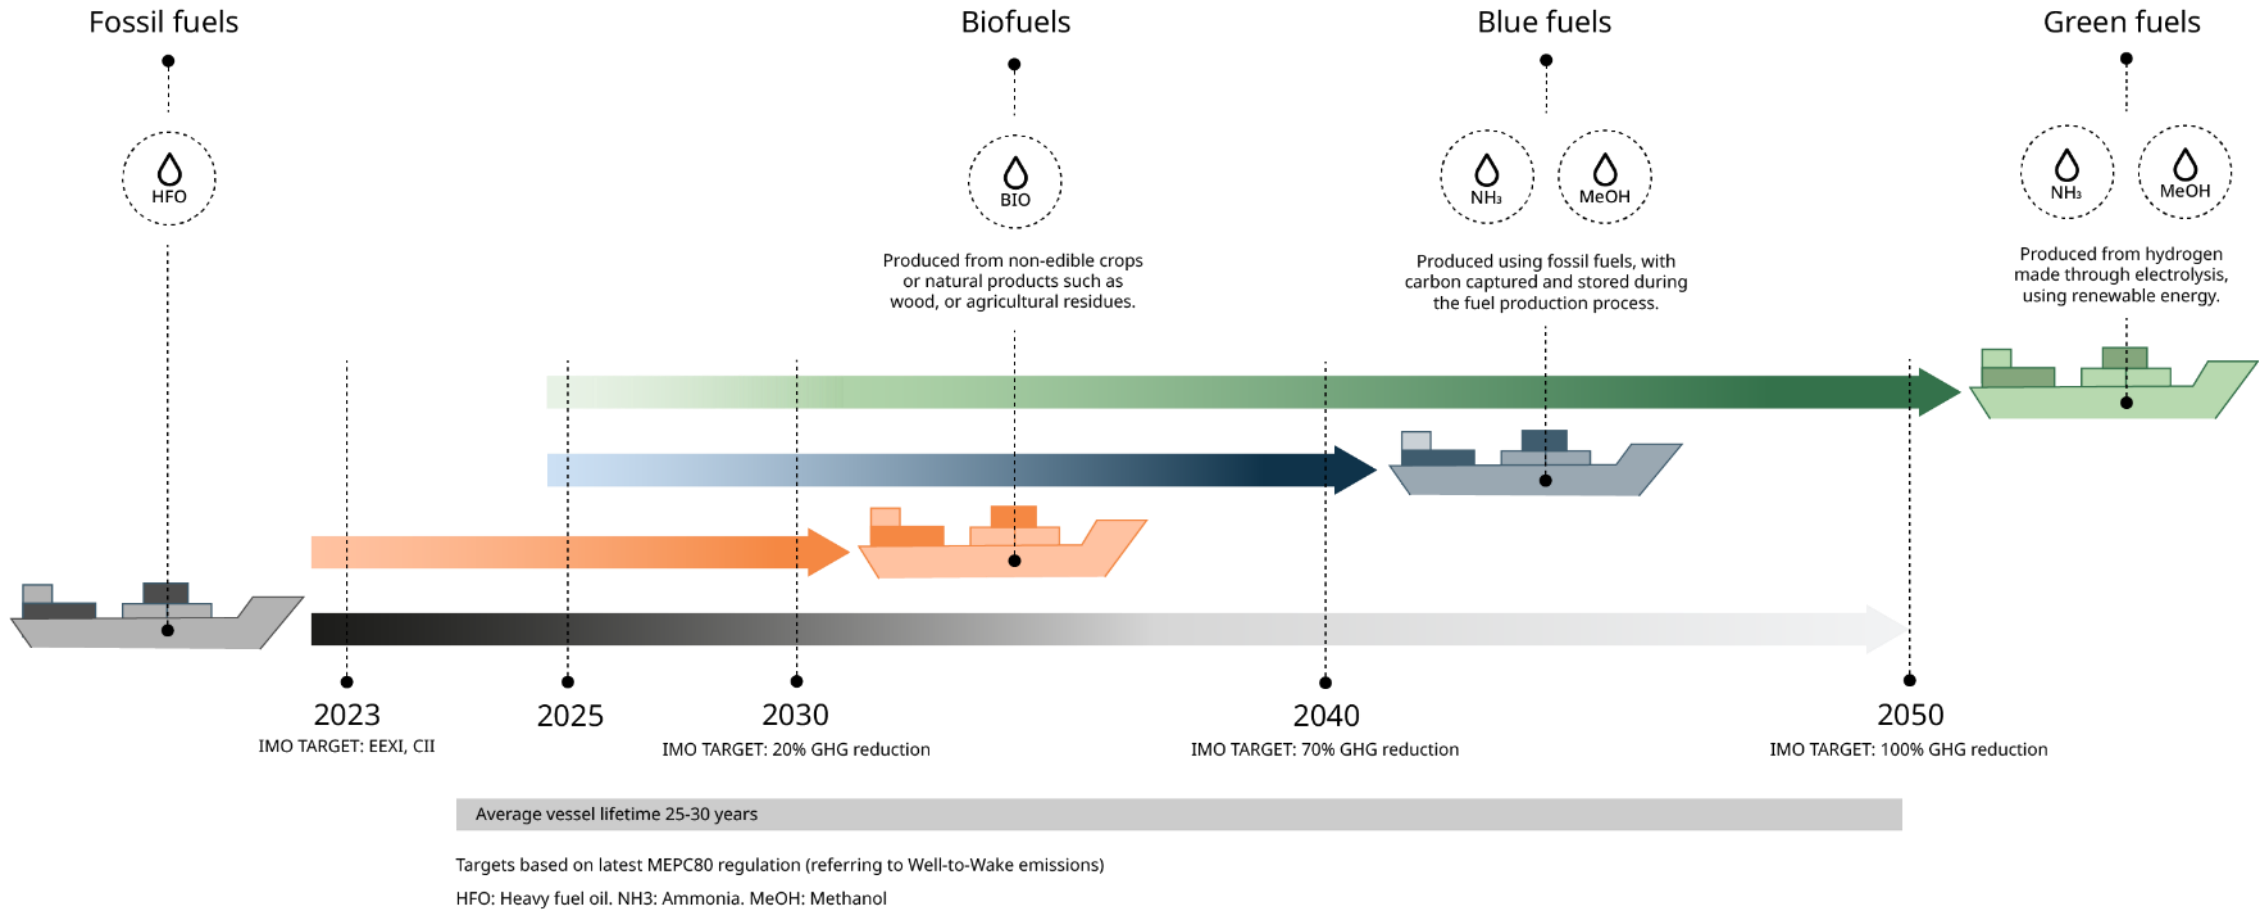 Fossil fuels
Biofuels
Blue fuels
Green fuels
HFO
BIO
NH₃
MeOH
NH₃
MeOH
Produced from non-edible crops
or natural products such as
wood, or agricultural residues.
Produced using fossil fuels, with
carbon captured and stored during
the fuel production process.
Produced from hydrogen
made through electrolysis,
using renewable energy.
2023
IMO TARGET: EEXI, CII
2025
2030
IMO TARGET: 20% GHG reduction
2040
IMO TARGET: 70% GHG reduction
2050
IMO TARGET: 100% GHG reduction
Average vessel lifetime 25-30 years
Targets based on latest MEPC80 regulation (referring to Well-to-Wake emissions)
HFO: Heavy fuel oil. NH3: Ammonia. MeOH: Methanol